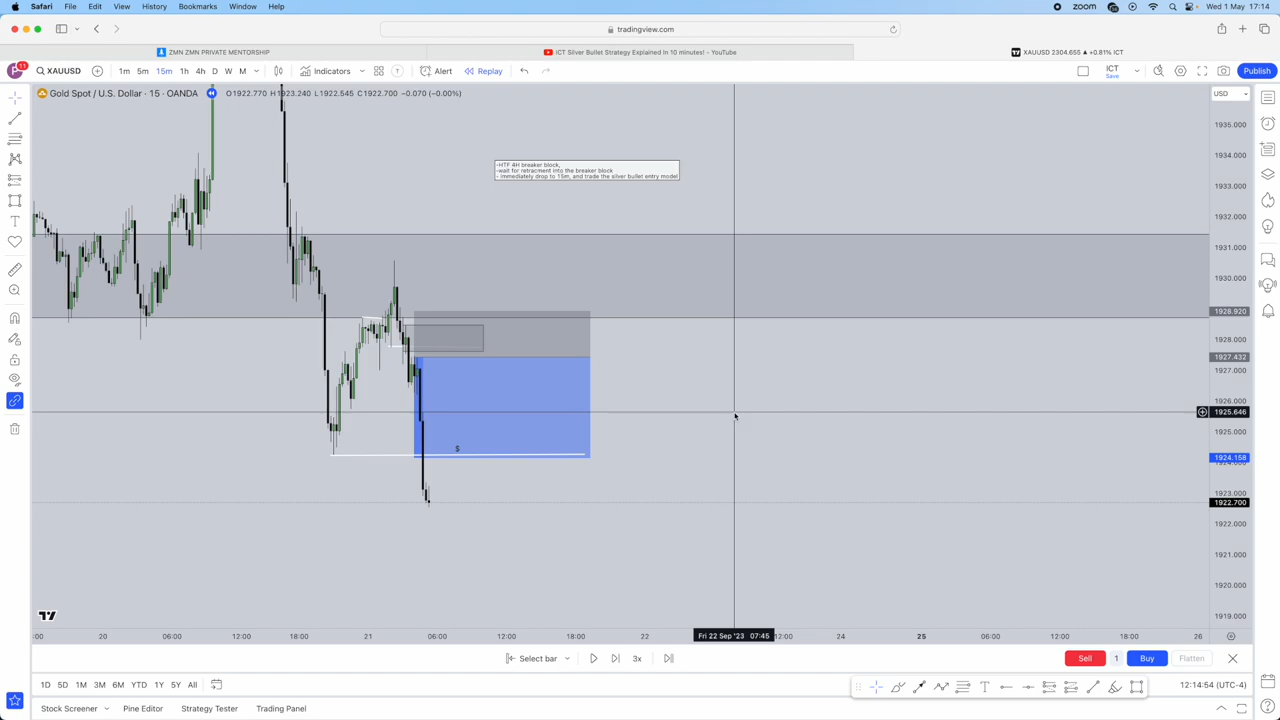 Safari File Edit View History Bookmarks Window Help
zoom Wed 1 May 17:14
tradingview.com
ZMN ZMN PRIVATE MENTORSHIP
ICT Silver Bullet Strategy Explained In 10 minutes! – YouTube
XAUUSD 2304.655 ▲ +0.81% ICT
11 XAUUSD 1m 5m 15m 1h 4h D W M Indicators Alert Replay ICT Save Publish
Gold Spot / U.S. Dollar · 15 · OANDA O1922.770 H1923.240 L1922.545 C1922.700 −0.070 (−0.00%)
USD
1935.000
1934.000
-HTF 4H breaker block,
-wait for retracment into the breaker block
- immediately drop to 15m, and trade the silver bullet entry model
1933.000
1932.000
1931.000
1930.000
1928.920
1928.000
1927.432
1927.000
1926.000
1925.646
1925.000
$
1924.158
1924.000
1923.000
1922.700
1922.000
1921.000
1920.000
1919.000
:00 20 06:00 12:00 18:00 21 06:00 12:00 18:00 22 Fri 22 Sep '23 07:45 12:00 24 25 06:00 12:00 18:00 26
Select bar 3x Sell 1 Buy Flatten
1D 5D 1M 3M 6M YTD 1Y 5Y All 12:14:54 (UTC-4)
Stock Screener Pine Editor Strategy Tester Trading Panel